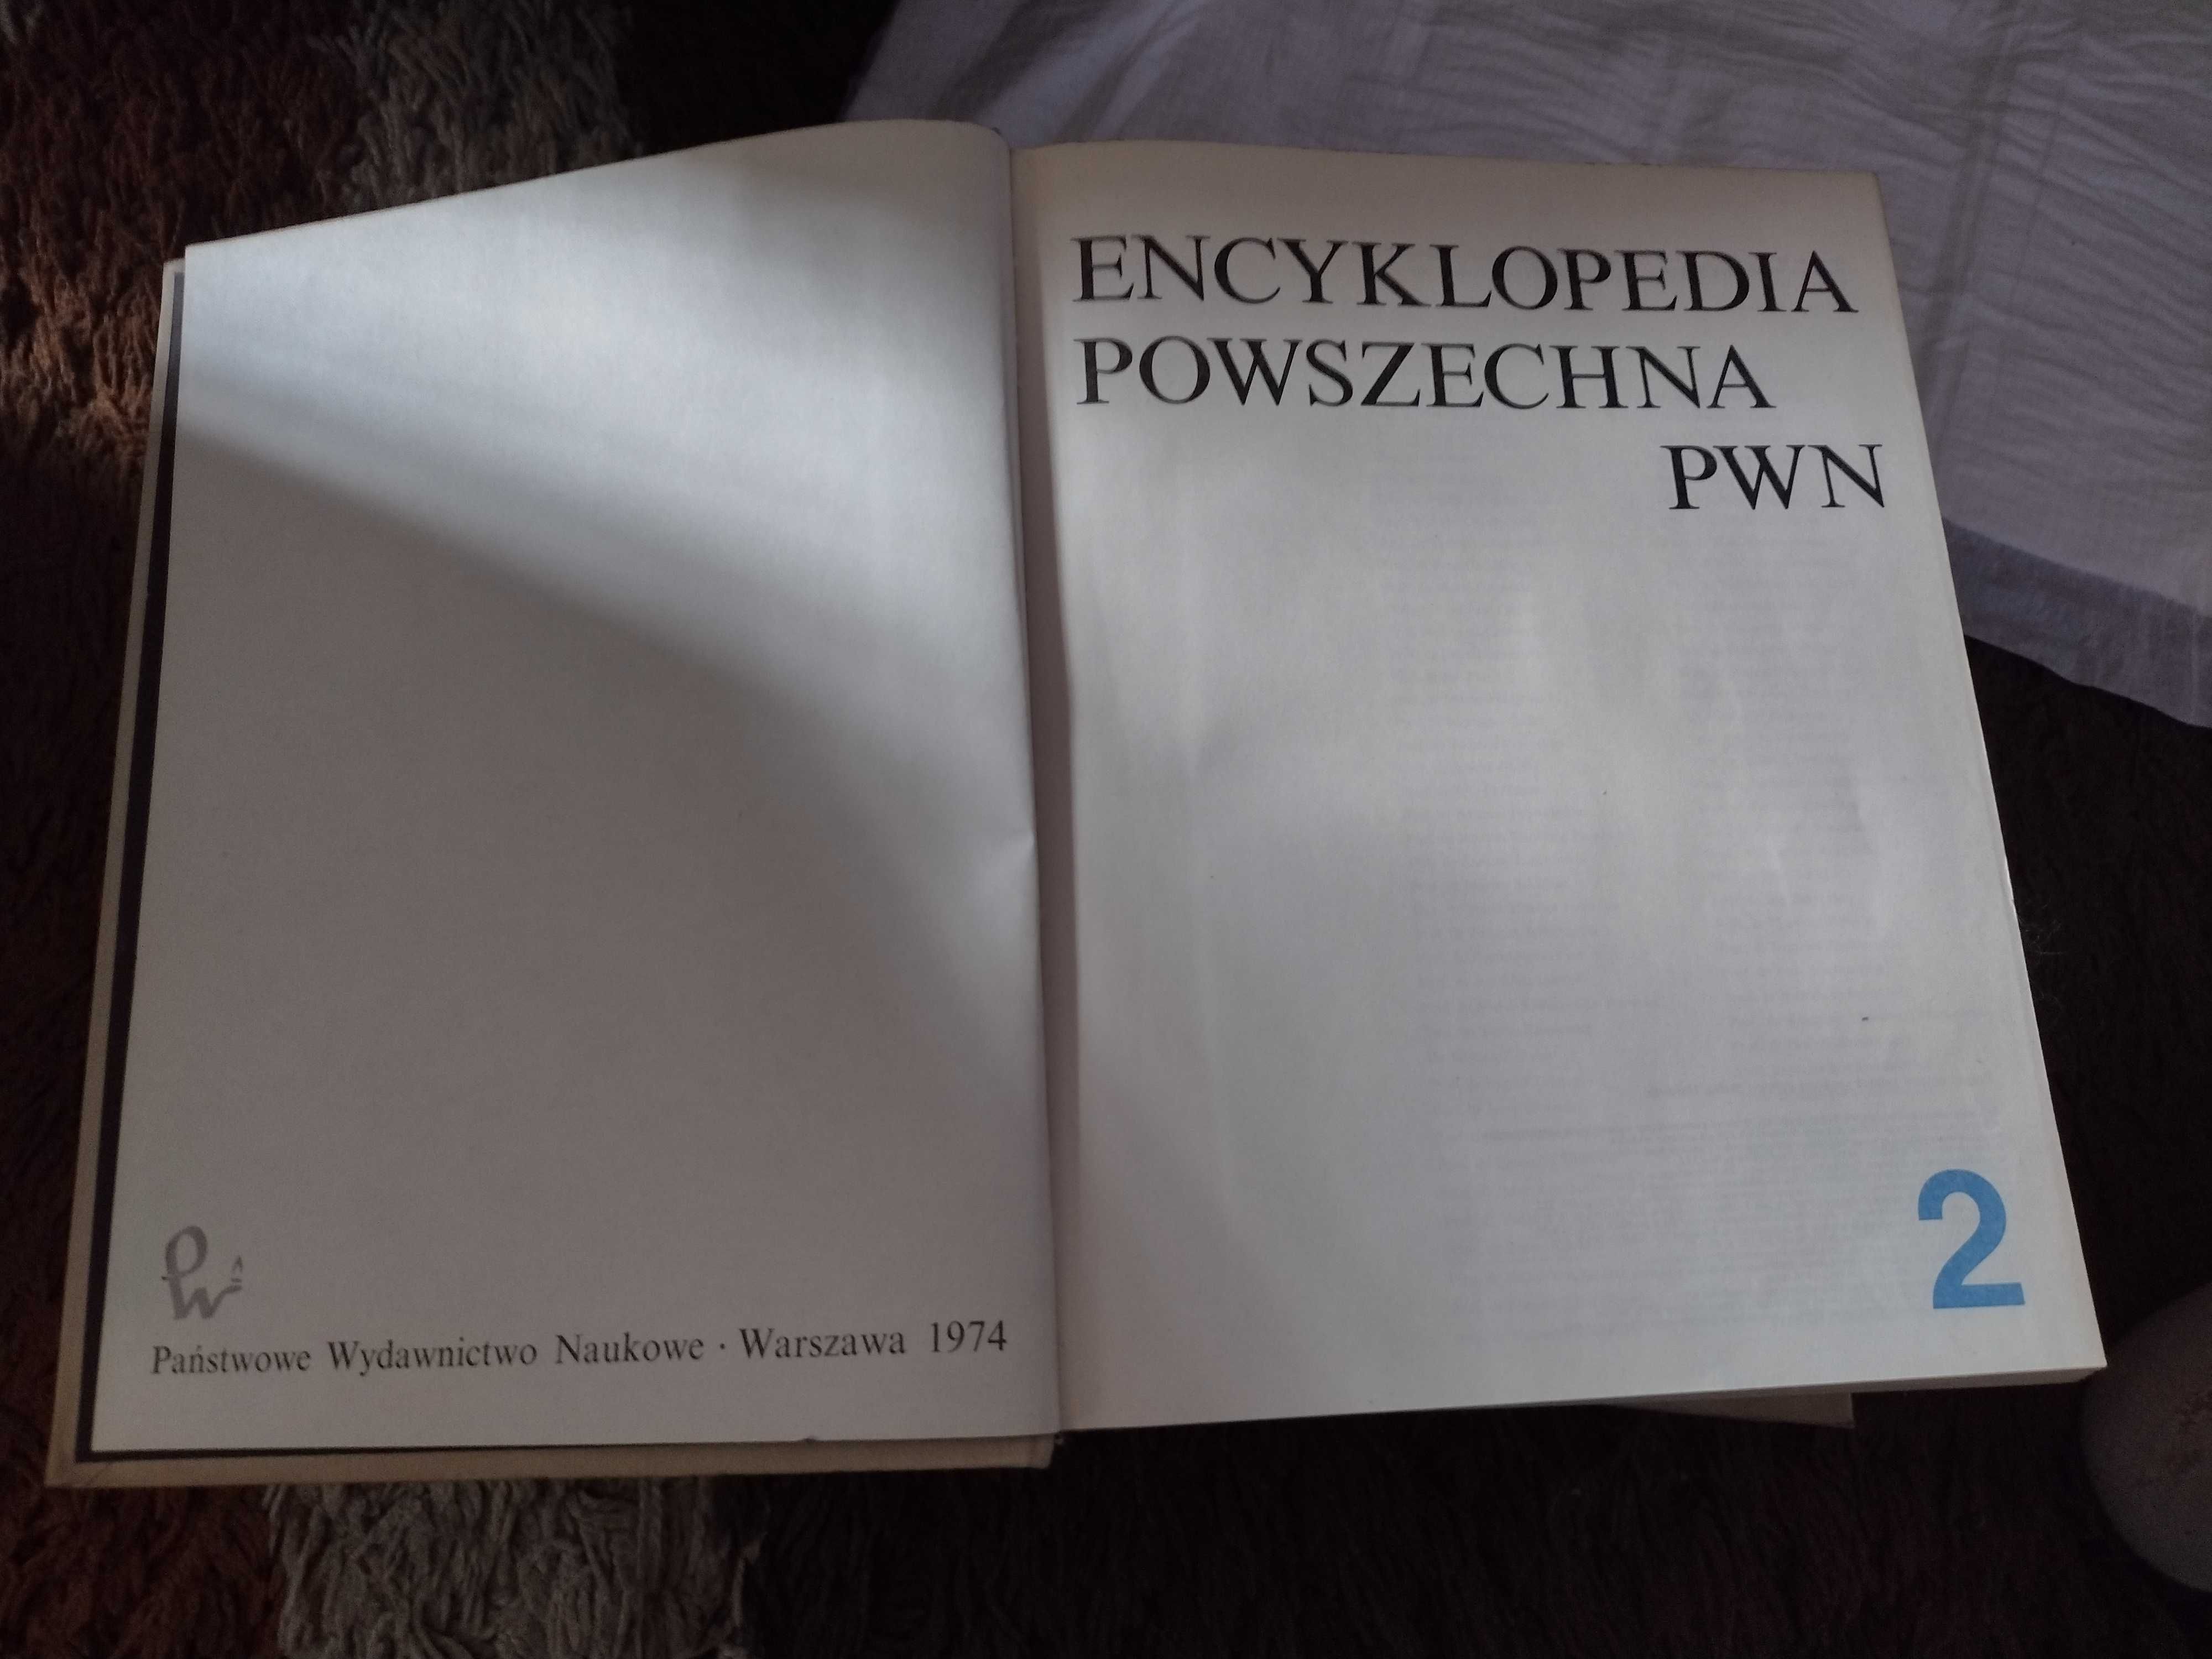 Państwowe Wydawnictwo Naukowe · Warszawa 1974
ENCYKLOPEDIA
POWSZECHNA
PWN
2